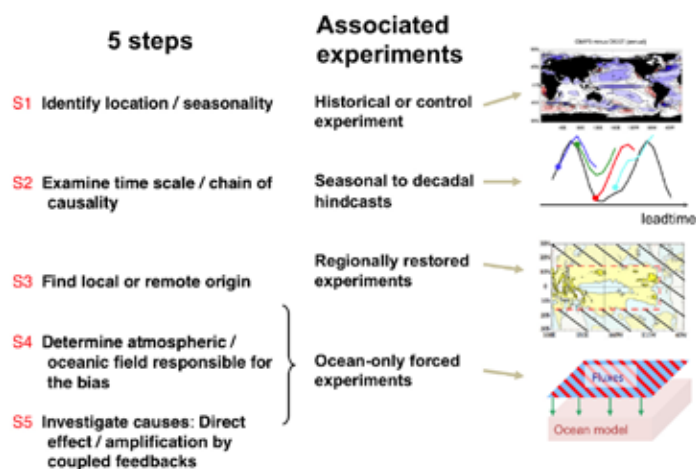 5 steps
Associated
experiments
S1 Identify location / seasonality
Historical or control
experiment
S2 Examine time scale / chain of
causality
Seasonal to decadal
hindcasts
leadtime
S3 Find local or remote origin
Regionally restored
experiments
S4 Determine atmospheric /
oceanic field responsible for
the bias
Ocean-only forced
experiments
Fluxes
Ocean model
S5 Investigate causes: Direct
effect / amplification by
coupled feedbacks